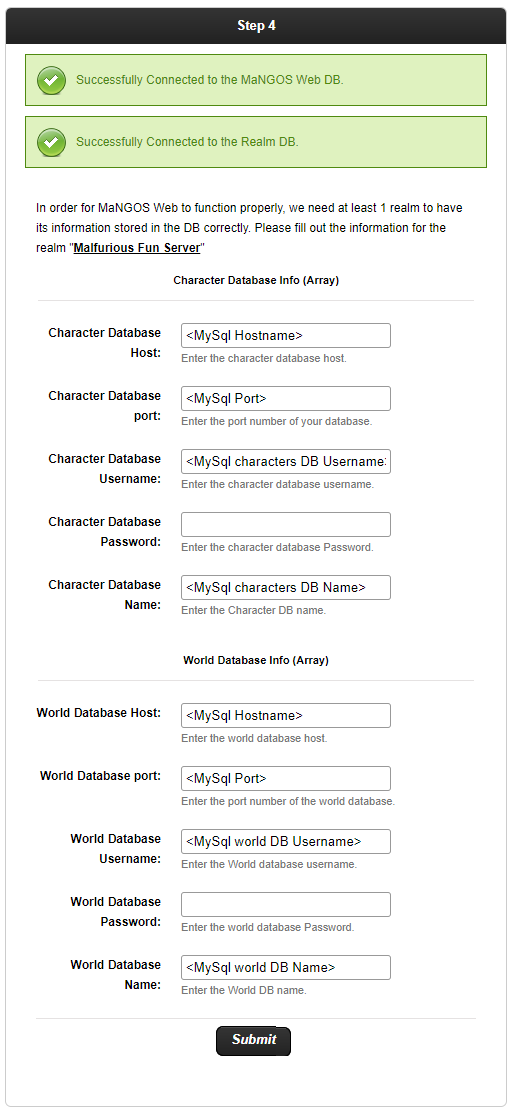 Step 4
Successfully Connected to the MaNGOS Web DB.
Successfully Connected to the Realm DB.
In order for MaNGOS Web to function properly, we need at least 1 realm to have
its information stored in the DB correctly. Please fill out the information for the
realm "Malfurious Fun Server"
Character Database Info (Array)
Character Database
Host:
<MySql Hostname>
Enter the character database host.
Character Database
port:
<MySql Port>
Enter the port number of your database.
Character Database
Username:
<MySql characters DB Username>
Enter the character database username.
Character Database
Password:
Enter the character database Password.
Character Database
Name:
<MySql characters DB Name>
Enter the Character DB name.
World Database Info (Array)
World Database Host:
<MySql Hostname>
Enter the world database host.
World Database port:
<MySql Port>
Enter the port number of the world database.
World Database
Username:
<MySql world DB Username>
Enter the World database username.
World Database
Password:
Enter the world database Password.
World Database
Name:
<MySql world DB Name>
Enter the World DB name.
Submit